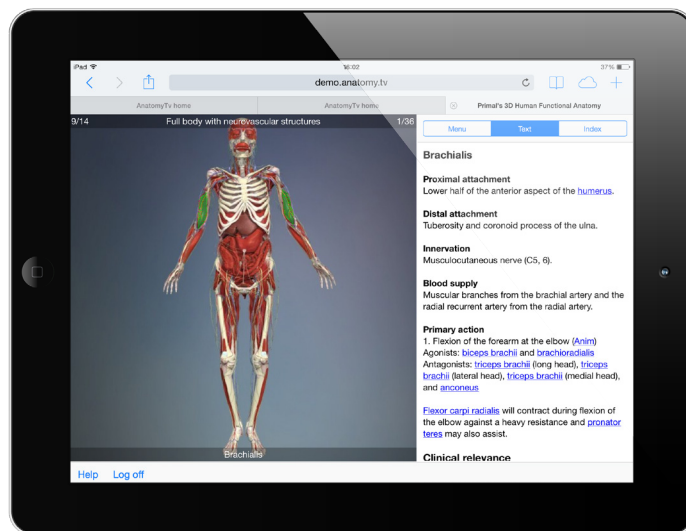 iPad 16:02 37%
demo.anatomy.tv
AnatomyTv home AnatomyTv home Primal's 3D Human Functional Anatomy
9/14 Full body with neurovascular structures 1/36
Menu Text Index
Brachialis
Proximal attachment
Lower half of the anterior aspect of the humerus.
Distal attachment
Tuberosity and coronoid process of the ulna.
Innervation
Musculocutaneous nerve (C5, 6).
Blood supply
Muscular branches from the brachial artery and the
radial recurrent artery from the radial artery.
Primary action
1. Flexion of the forearm at the elbow (Anim)
Agonists: biceps brachii and brachioradialis
Antagonists: triceps brachii (long head), triceps
brachii (lateral head), triceps brachii (medial head),
and anconeus
Flexor carpi radialis will contract during flexion of
the elbow against a heavy resistance and pronator
teres may also assist.
Clinical relevance
Brachialis
Help Log off